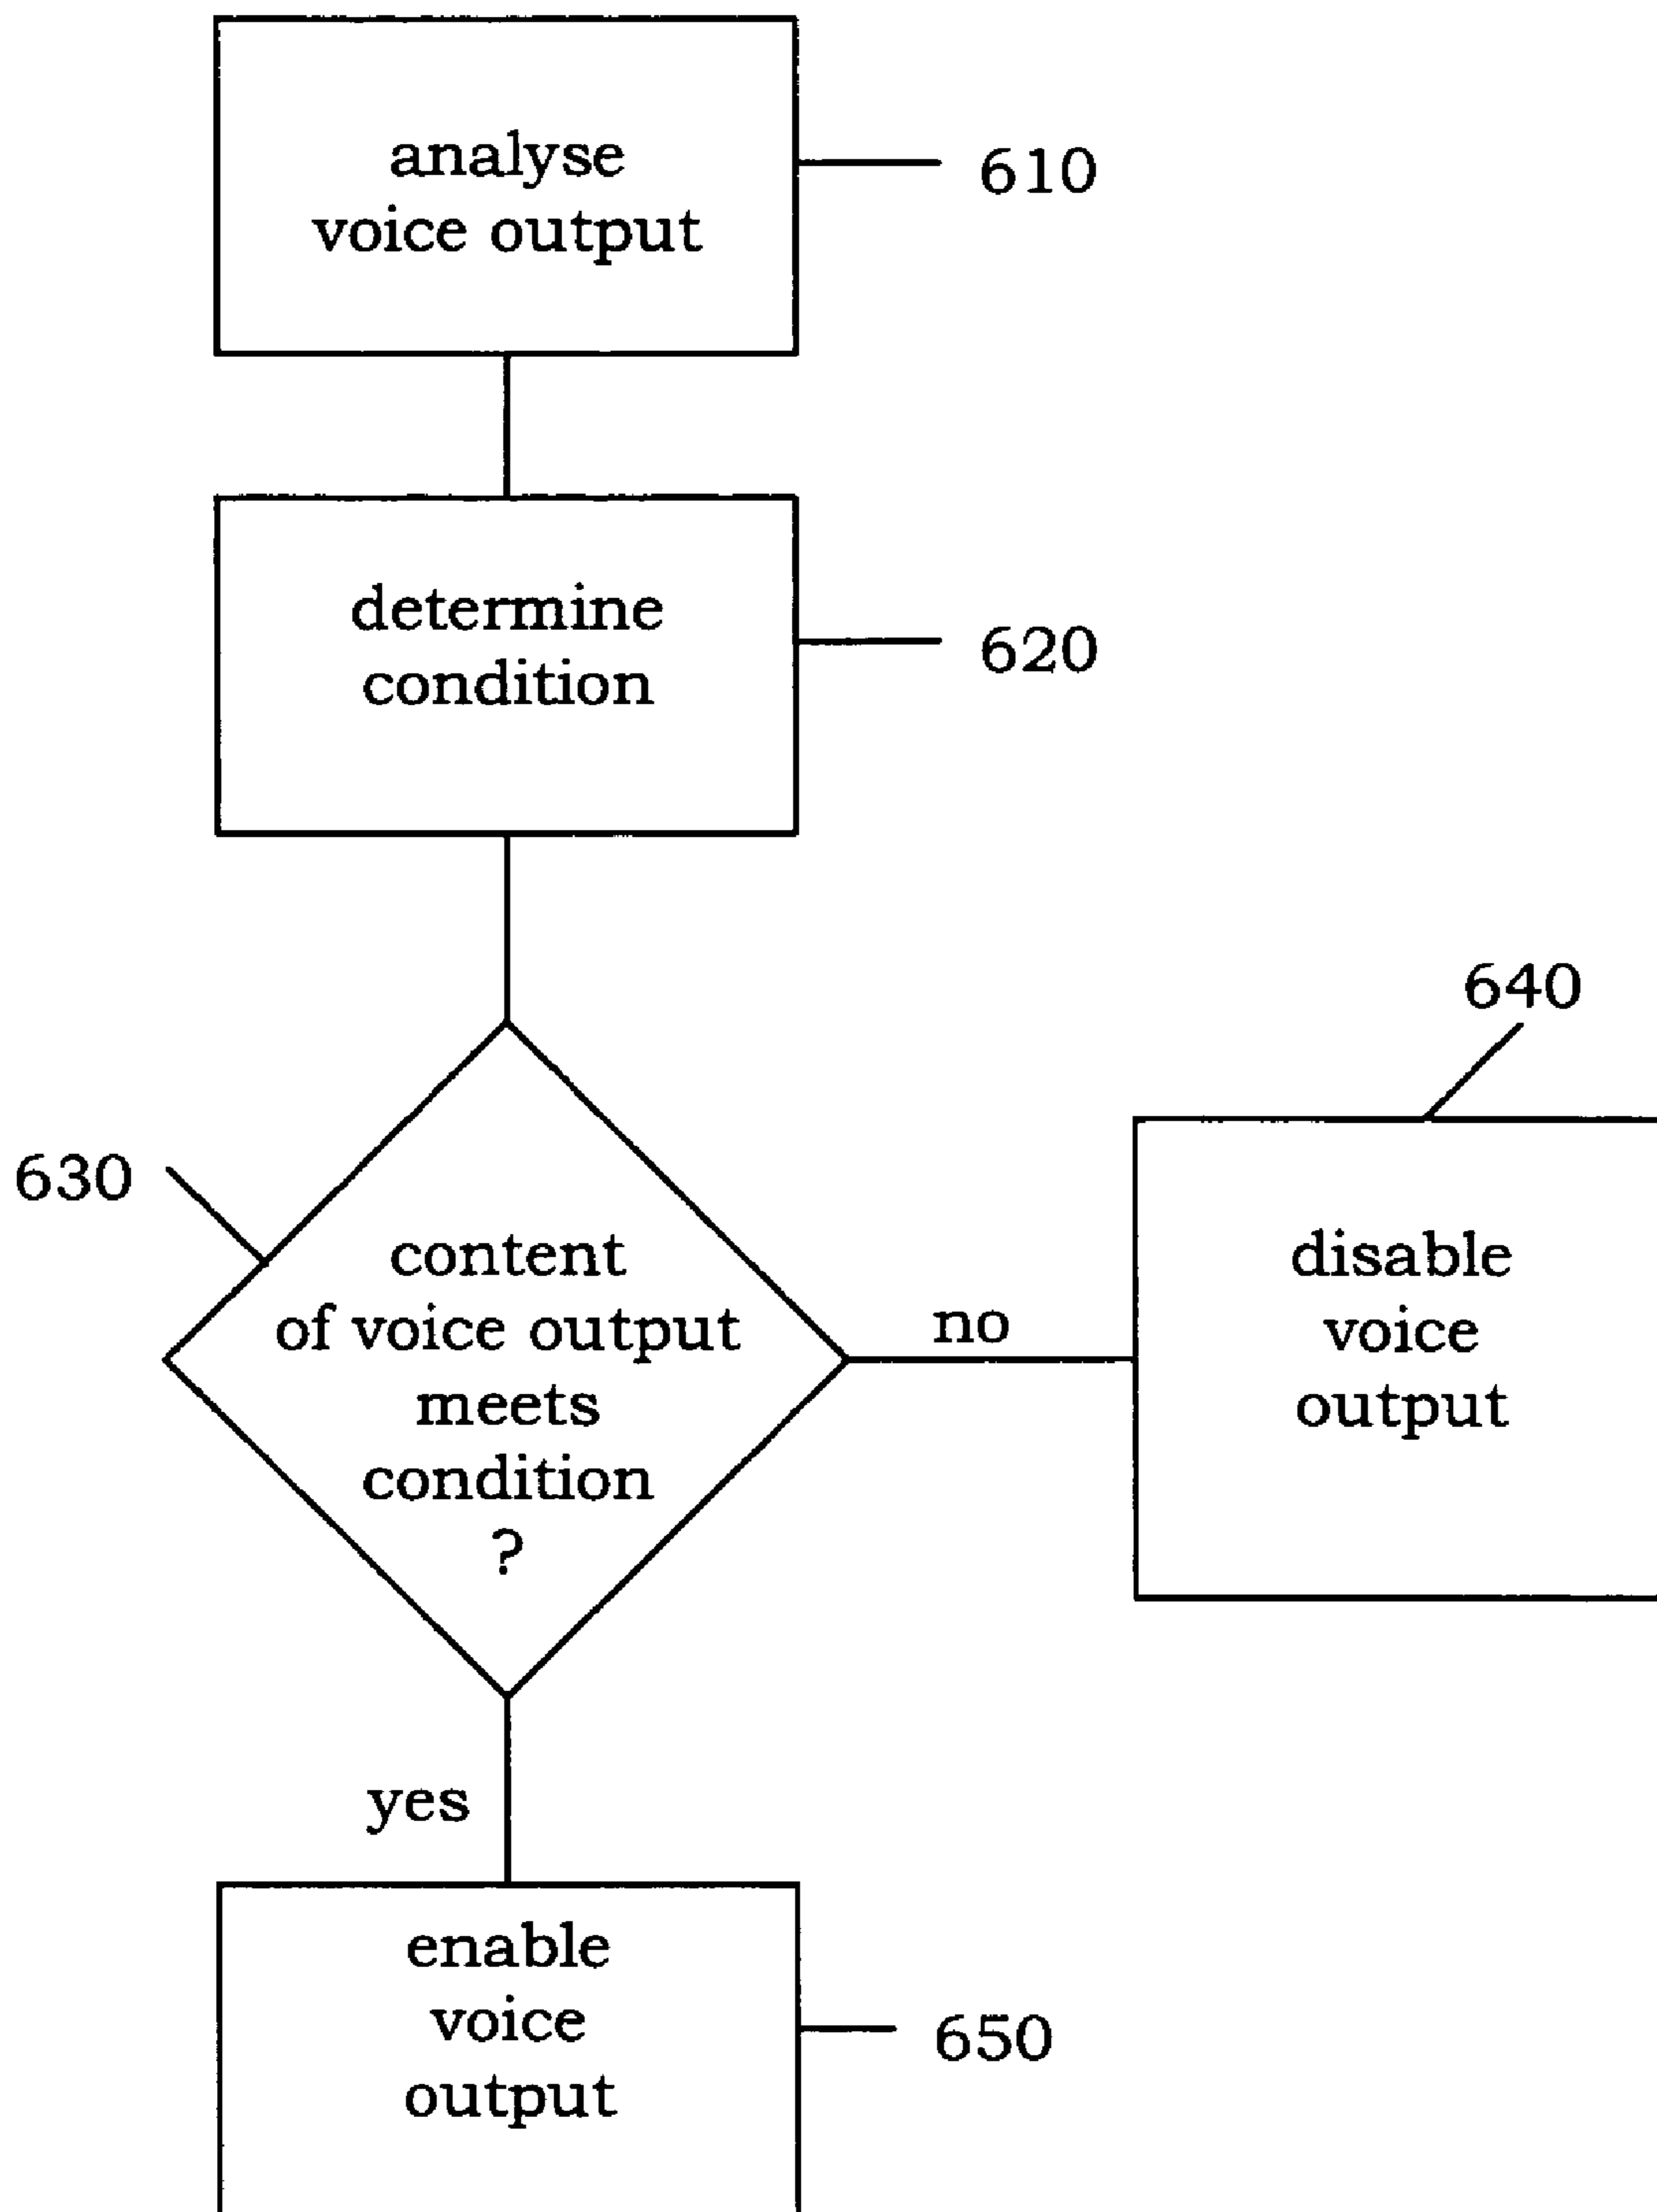 analyse
voice output
610
determine
condition
620
640
630
content
of voice output
meets
condition
?
no
disable
voice
output
yes
enable
voice
output
650